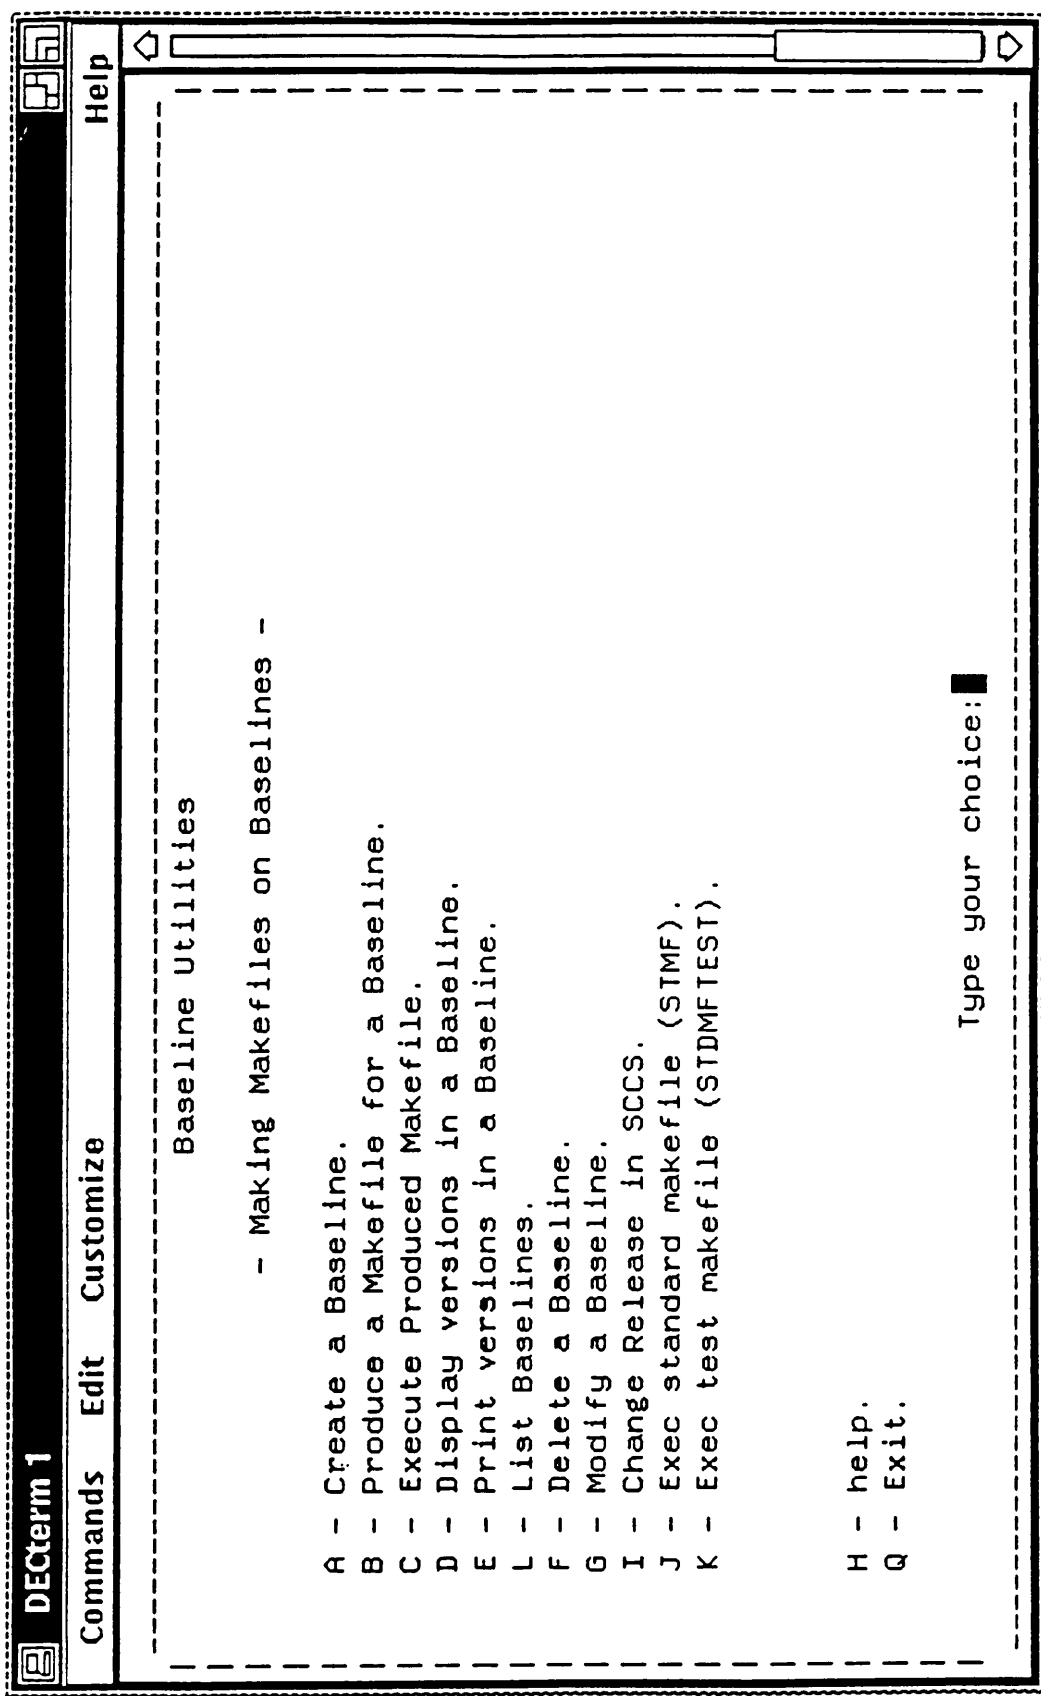 DECterm 1
Commands Edit Customize Help
Baseline Utilities
- Making Makefiles on Baselines -
A - Create a Baseline.
B - Produce a Makefile for a Baseline.
C - Execute Produced Makefile.
D - Display versions in a Baseline.
E - Print versions in a Baseline.
L - List Baselines.
F - Delete a Baseline.
G - Modify a Baseline.
I - Change Release in SCCS.
J - Exec standard makefile (STMF).
K - Exec test makefile (STDMFTEST).
H - help.
Q - Exit.
Type your choice: